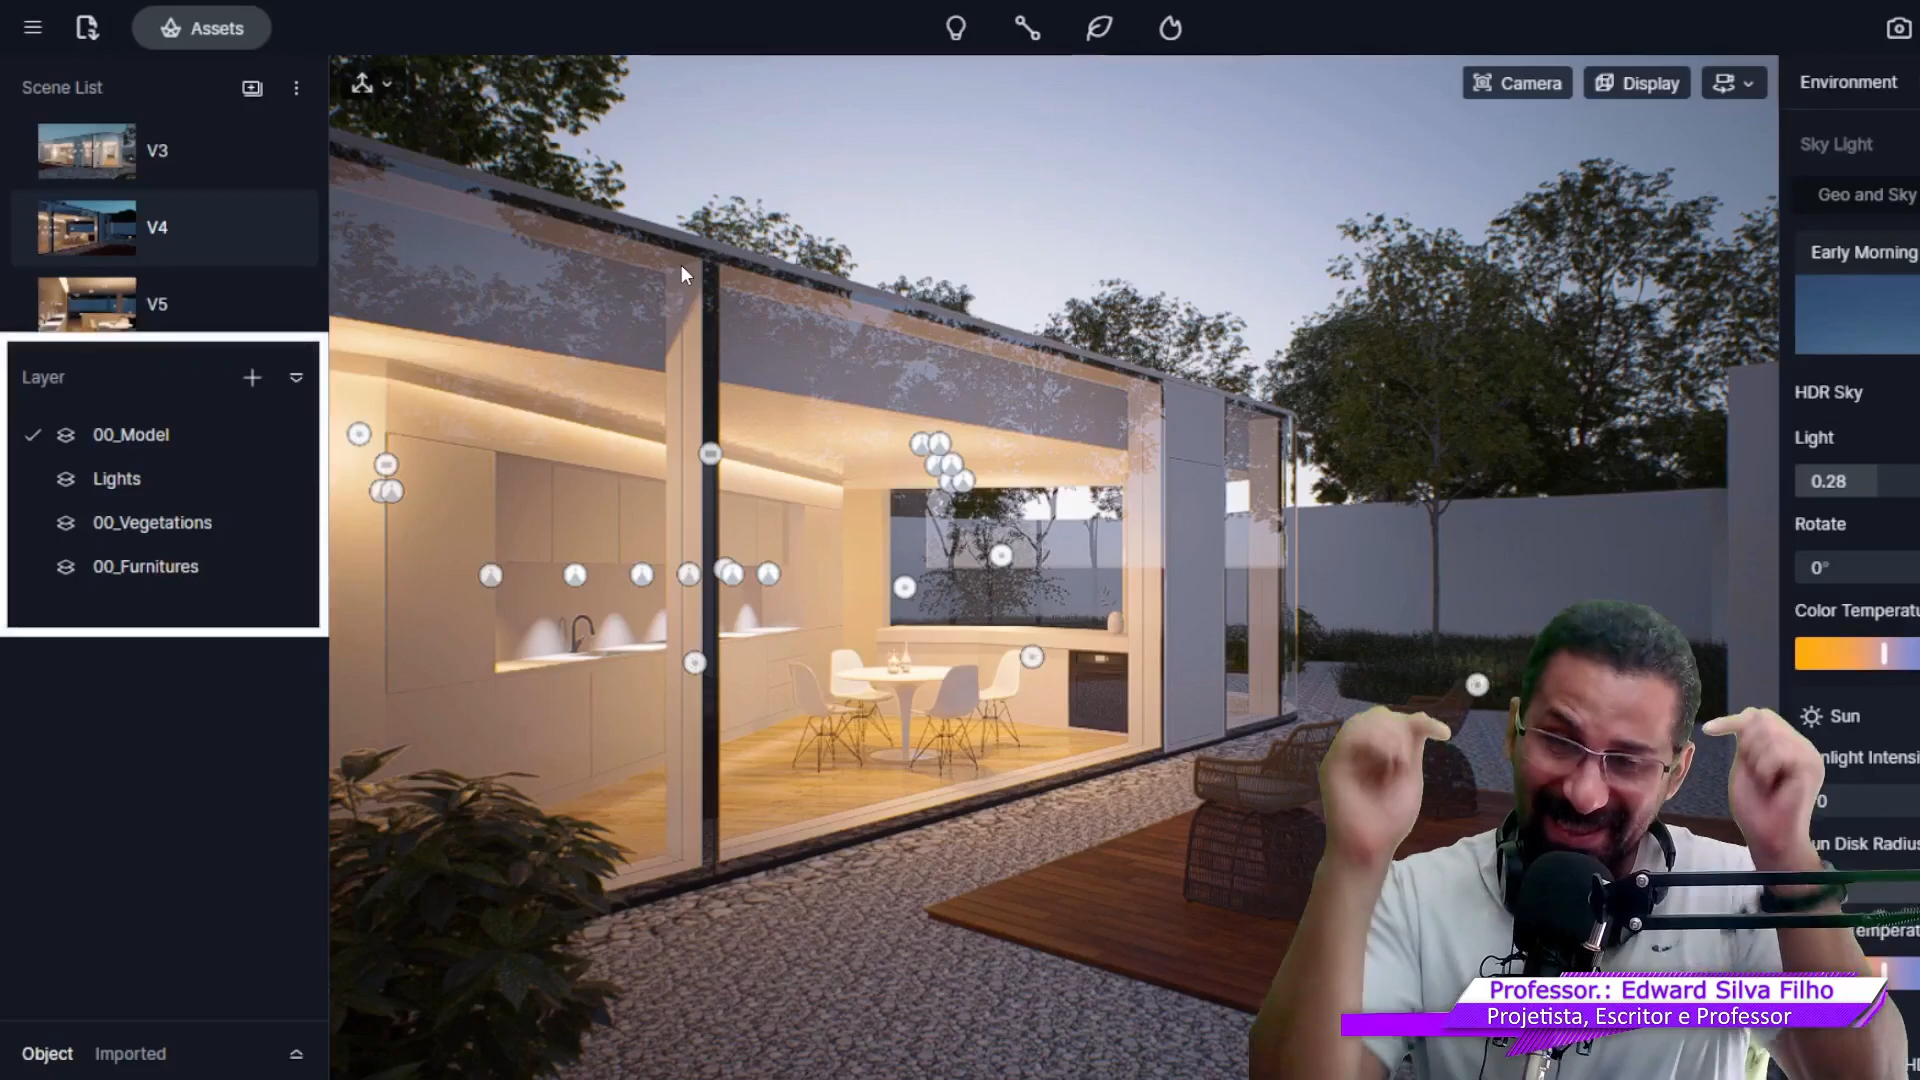 Assets
Scene List
V3
V4
V5
Layer
00_Model
Lights
00_Vegetations
00_Furnitures
Object Imported
Camera
Display
Environment
Sky Light
Geo and Sky
Early Morning
HDR Sky
Light
0.28
Rotate
0°
Color Temperatu
Sun
nlight Intensi
0
un Disk Radius
emperat
Professor.: Edward Silva Filho
Projetista, Escritor e Professor